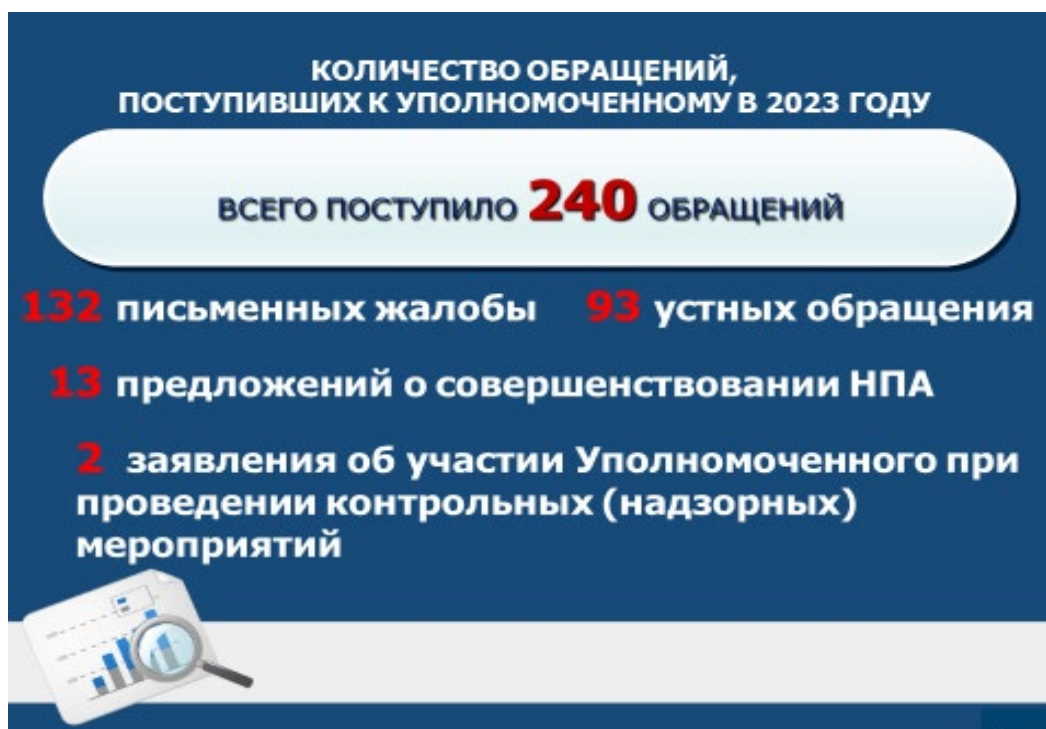 КОЛИЧЕСТВО ОБРАЩЕНИЙ,
ПОСТУПИВШИХ К УПОЛНОМОЧЕННОМУ В 2023 ГОДУ
ВСЕГО ПОСТУПИЛО 240 ОБРАЩЕНИЙ
132 письменных жалобы 93 устных обращения
13 предложений о совершенствовании НПА
2 заявления об участии Уполномоченного при
проведении контрольных (надзорных)
мероприятий